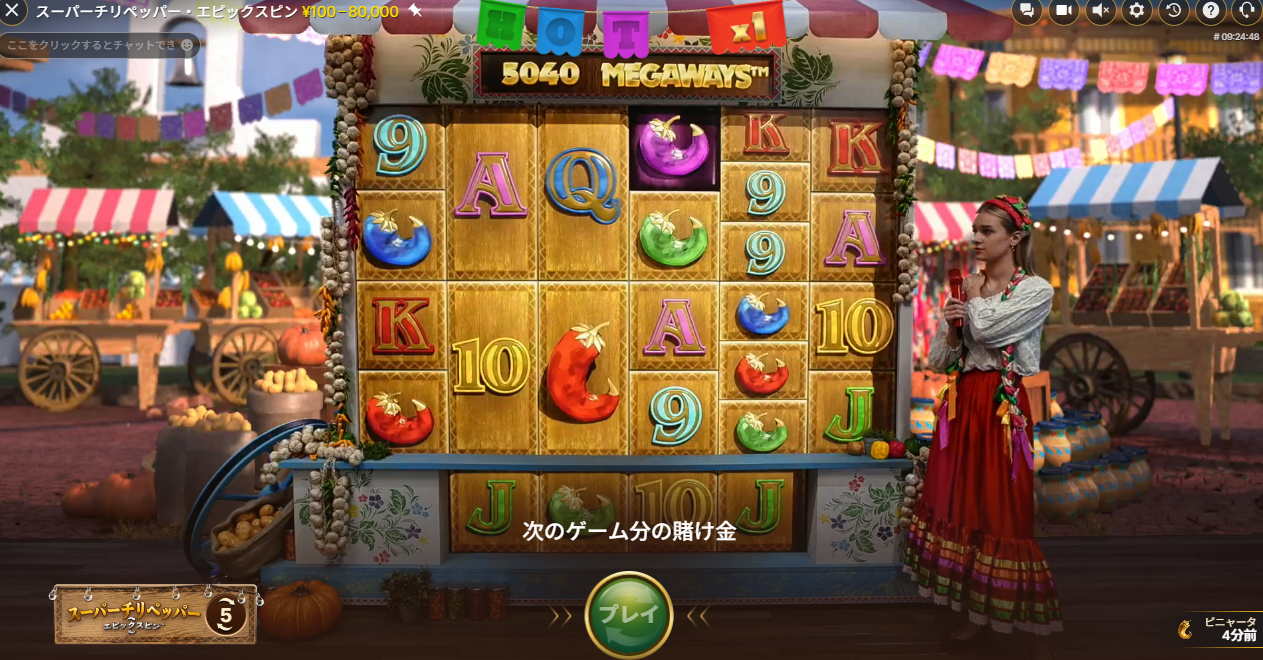 スーパーチリペッパー・エピックスピン ¥100–80,000
# 09:24:48
ここをクリックするとチャットでき
HOT x1
5040 MEGAWAYS™
9 A Q K K
9
9 A
K 10 A 10
9 J
J 10 J
次のゲーム分の賭け金
プレイ
スーパーチリペッパー
エピックスピン
5
ピニャータ
4分前